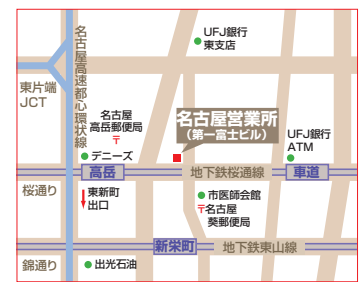 UFJ銀行
東支店
名古屋高速都心環状線
東片端
JCT
名古屋
高岳郵便局
〒
名古屋営業所
（第一富士ビル）
UFJ銀行
ATM
デニーズ
高岳
地下鉄桜通線
車道
桜通り
東新町
出口
市医師会館
〒名古屋
葵郵便局
新栄町
地下鉄東山線
錦通り
出光石油